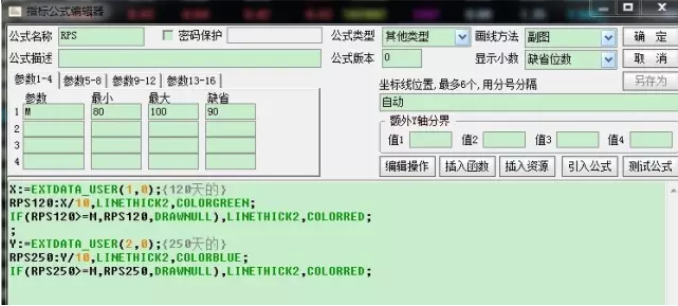 指标公式编辑器
公式名称 RPS 密码保护 公式类型 其他类型 画线方法 副图 确 定
公式描述 公式版本 0 显示小数 缺省位数 取 消
参数1-4 参数5-8 参数9-12 参数13-16 坐标线位置,最多6个,用分号分隔 另存为
参数 最小 最大 缺省 自动
1 M 80 100 90 额外Y轴分界
2 值1 值2 值3 值4
3
4 编辑操作 插入函数 插入资源 引入公式 测试公式
X:=EXTDATA_USER(1,0);{120天的}
RPS120:X/10,LINETHICK2,COLORGREEN;
IF(RPS120>=M,RPS120,DRAWNULL),LINETHICK2,COLORRED;
;
Y:=EXTDATA_USER(2,0);{250天的}
RPS250:Y/10,LINETHICK2,COLORBLUE;
IF(RPS250>=M,RPS250,DRAWNULL),LINETHICK2,COLORRED;